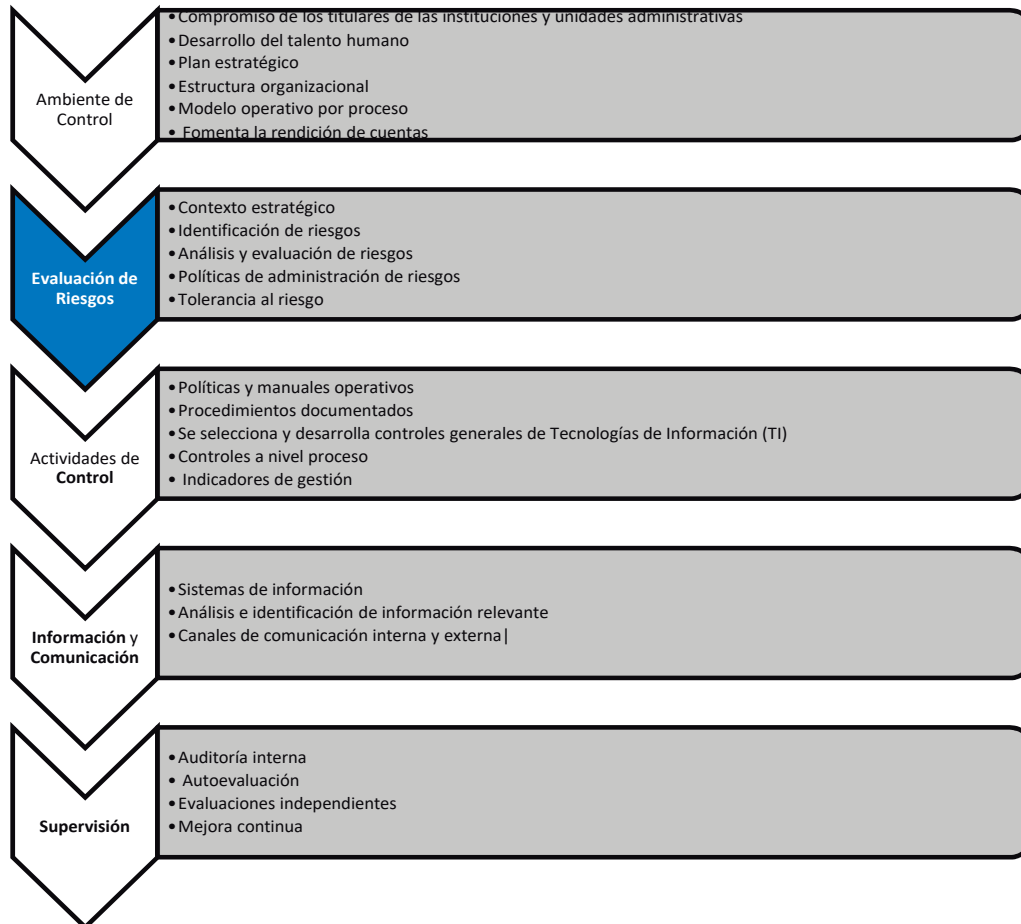 • Compromiso de los titulares de las instituciones y unidades administrativas
• Desarrollo del talento humano
• Plan estratégico
• Estructura organizacional
• Modelo operativo por proceso
• Fomenta la rendición de cuentas
Ambiente de
Control
• Contexto estratégico
• Identificación de riesgos
• Análisis y evaluación de riesgos
• Políticas de administración de riesgos
• Tolerancia al riesgo
Evaluación de
Riesgos
• Políticas y manuales operativos
• Procedimientos documentados
• Se selecciona y desarrolla controles generales de Tecnologías de Información (TI)
• Controles a nivel proceso
• Indicadores de gestión
Actividades de
Control
• Sistemas de información
• Análisis e identificación de información relevante
• Canales de comunicación interna y externa|
Información y
Comunicación
• Auditoría interna
• Autoevaluación
• Evaluaciones independientes
• Mejora continua
Supervisión